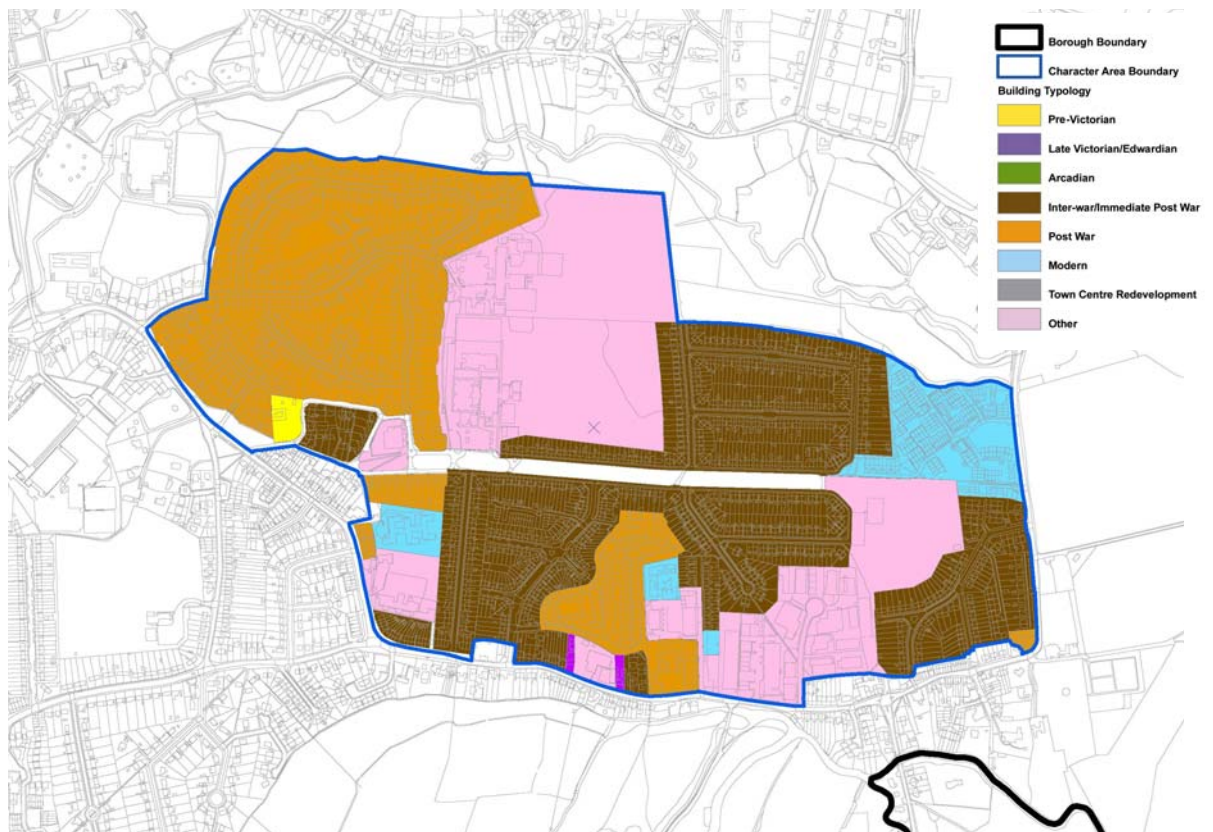 Borough Boundary
Character Area Boundary
Building Typology
Pre-Victorian
Late Victorian/Edwardian
Arcadian
Inter-war/Immediate Post War
Post War
Modern
Town Centre Redevelopment
Other